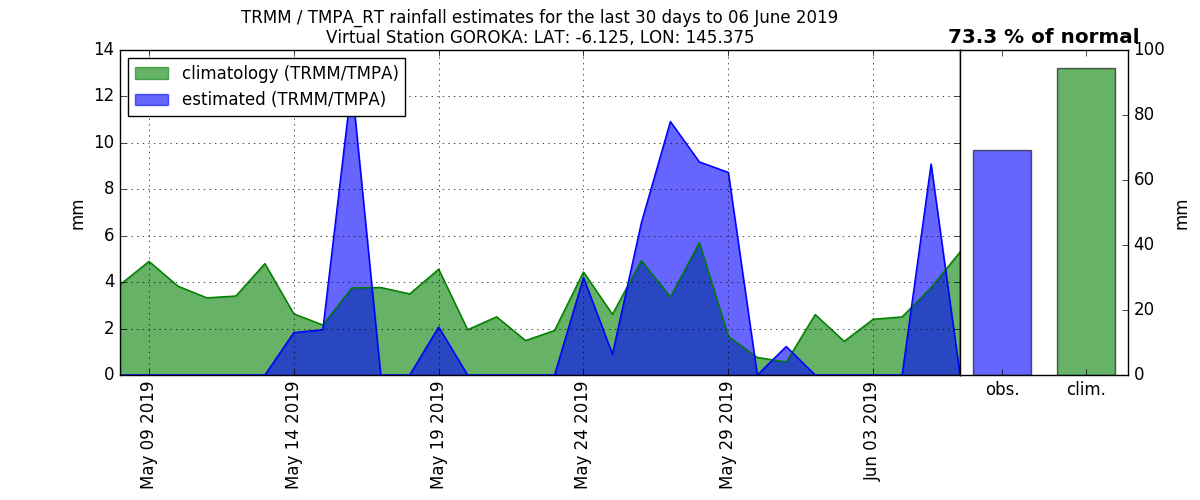 TRMM / TMPA_RT rainfall estimates for the last 30 days to 06 June 2019
Virtual Station GOROKA: LAT: -6.125, LON: 145.375
73.3 % of normal
climatology (TRMM/TMPA)
estimated (TRMM/TMPA)
14
12
10
8
6
4
2
0
mm
May 09 2019
May 14 2019
May 19 2019
May 24 2019
May 29 2019
Jun 03 2019
obs.
clim.
100
80
60
40
20
0
mm